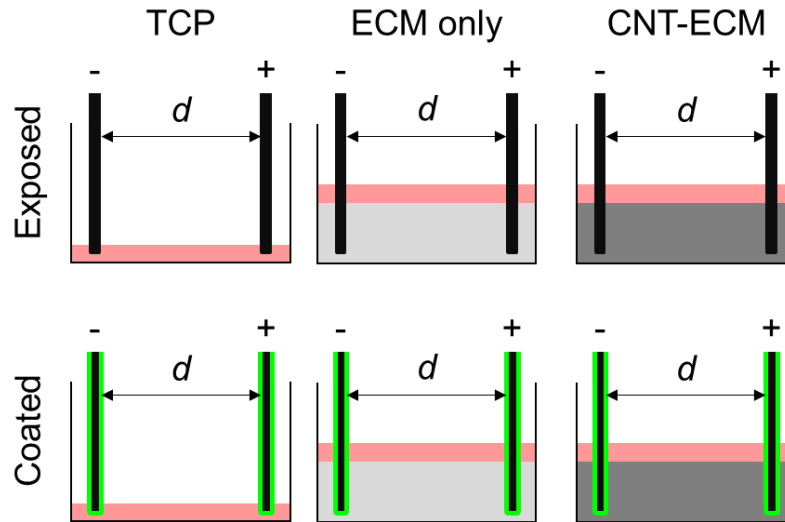 TCP ECM only CNT-ECM
- + - + - +
d d d
Exposed
- + - + - +
d d d
Coated